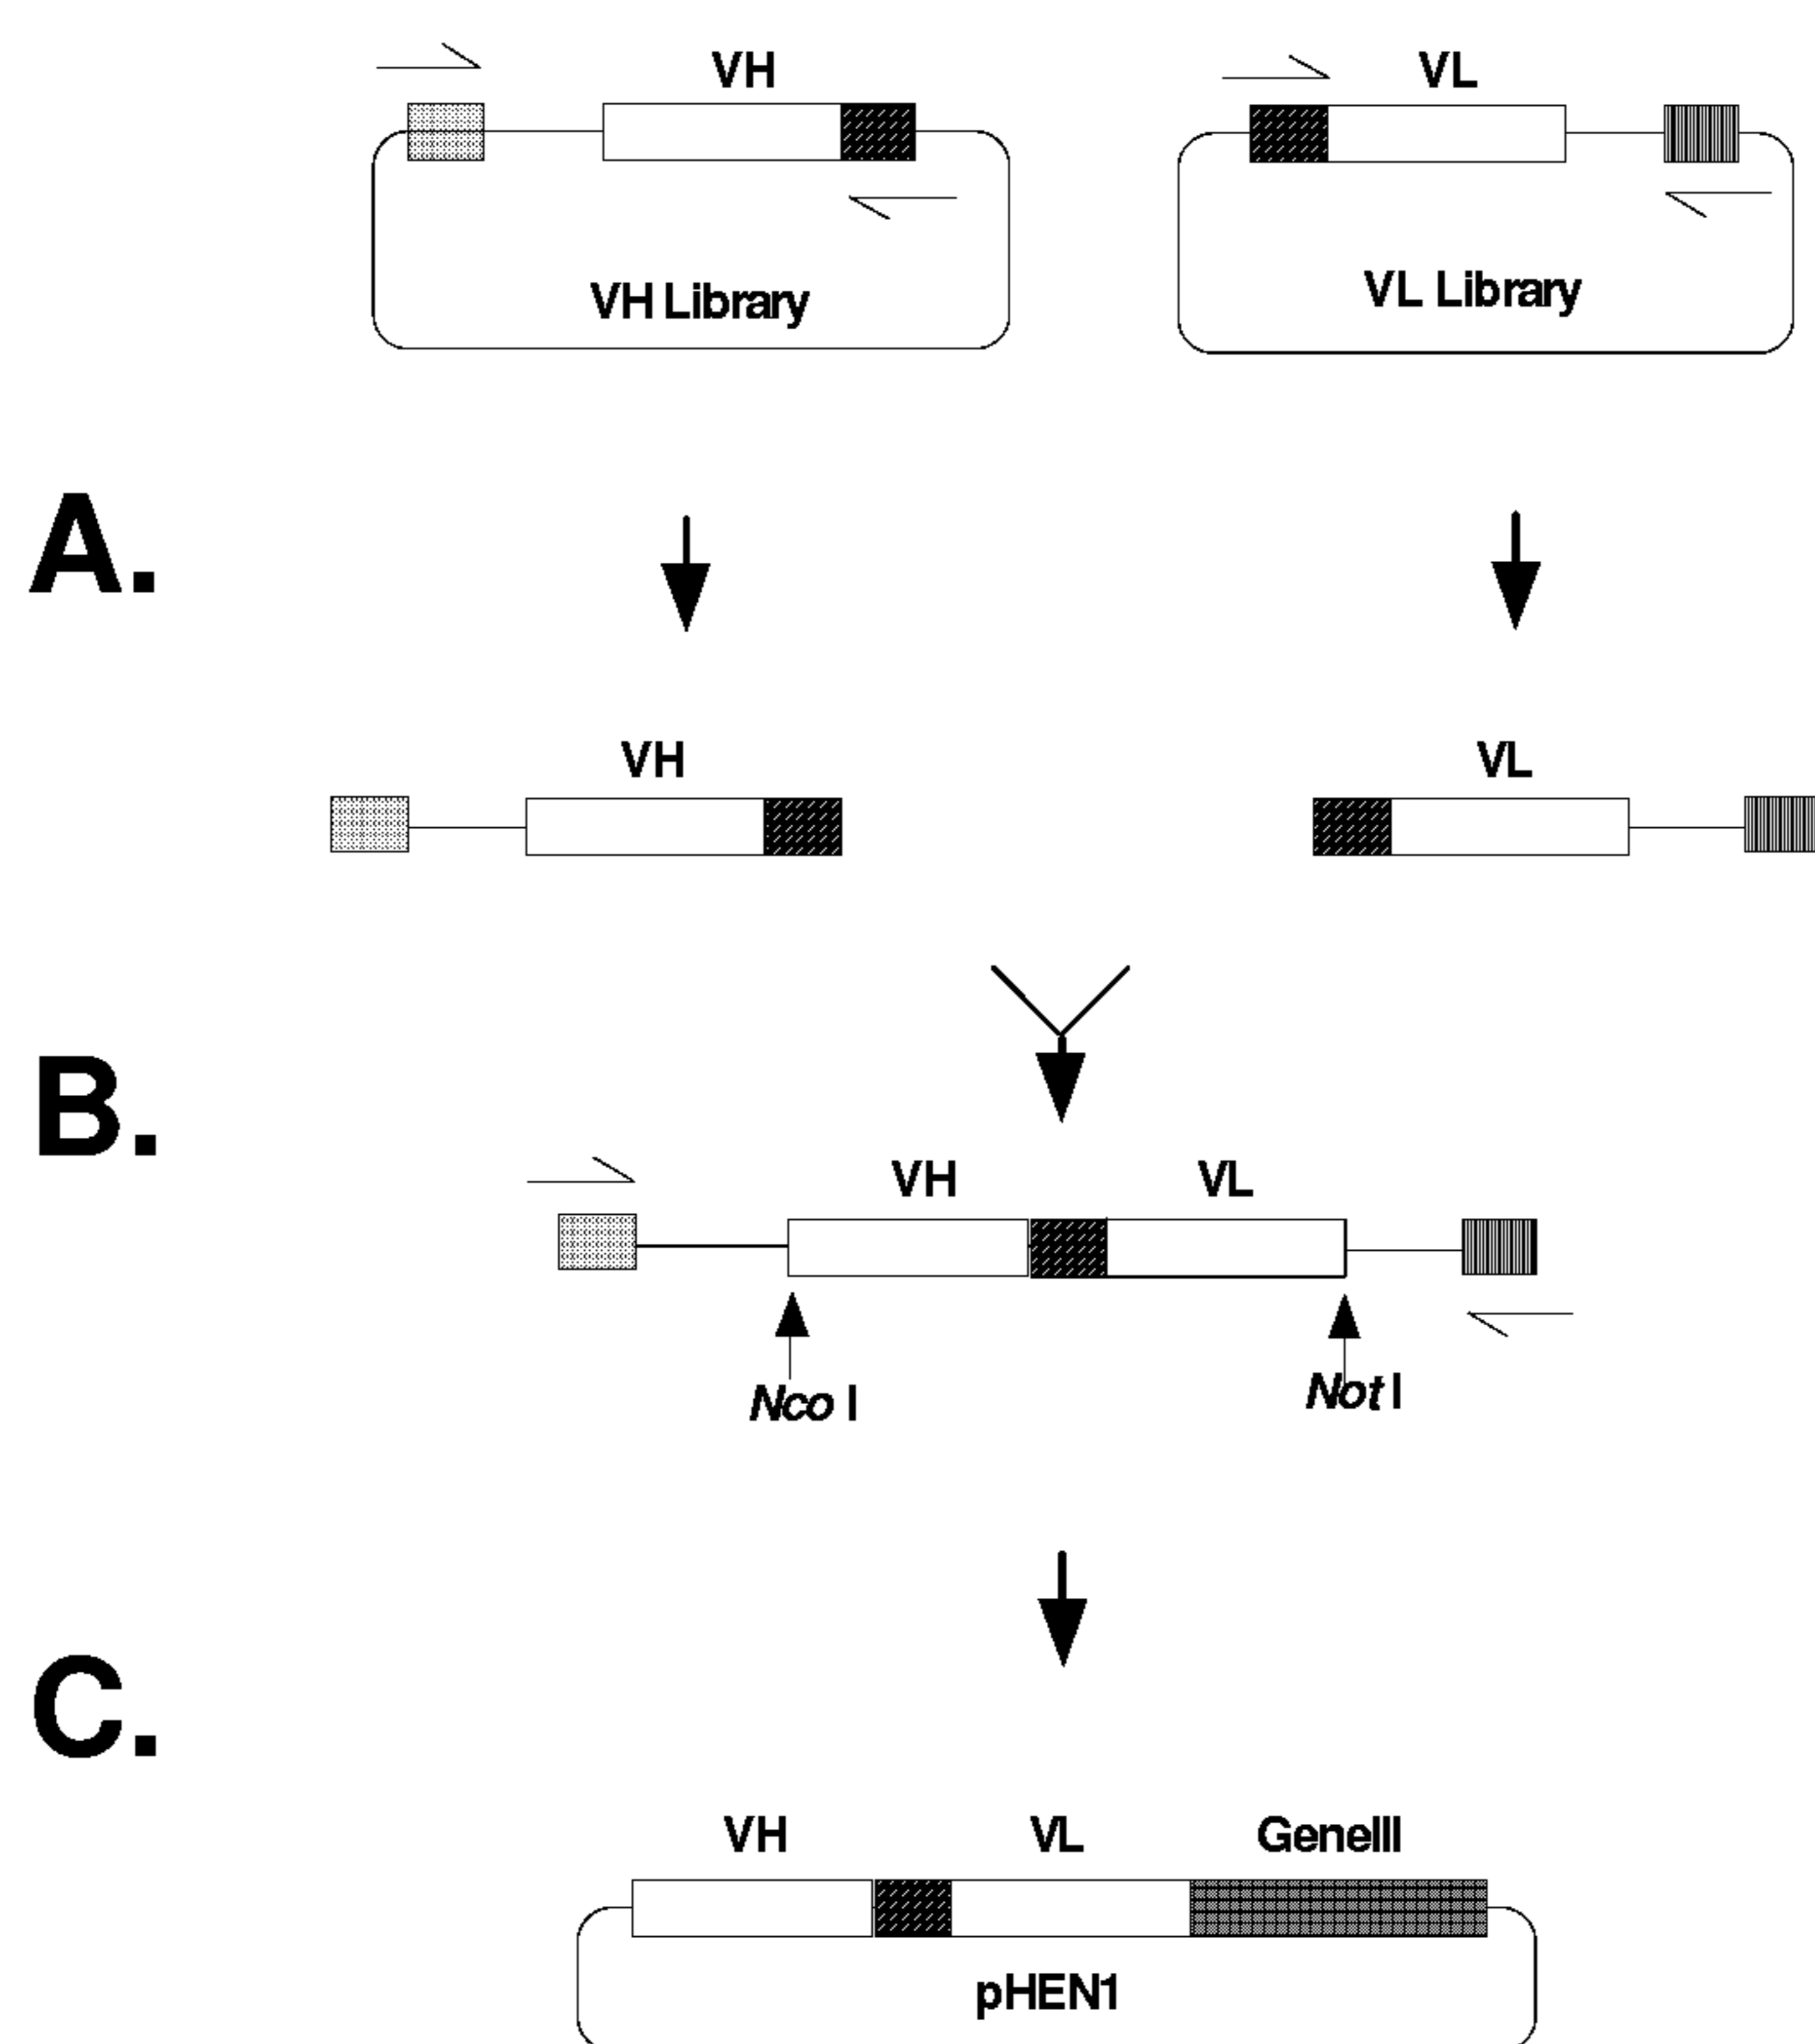 VH
VL
VH Library
VL Library
A.
VH
VL
B.
VH
VL
Nco I
Not I
C.
VH
VL
GeneIII
pHEN1